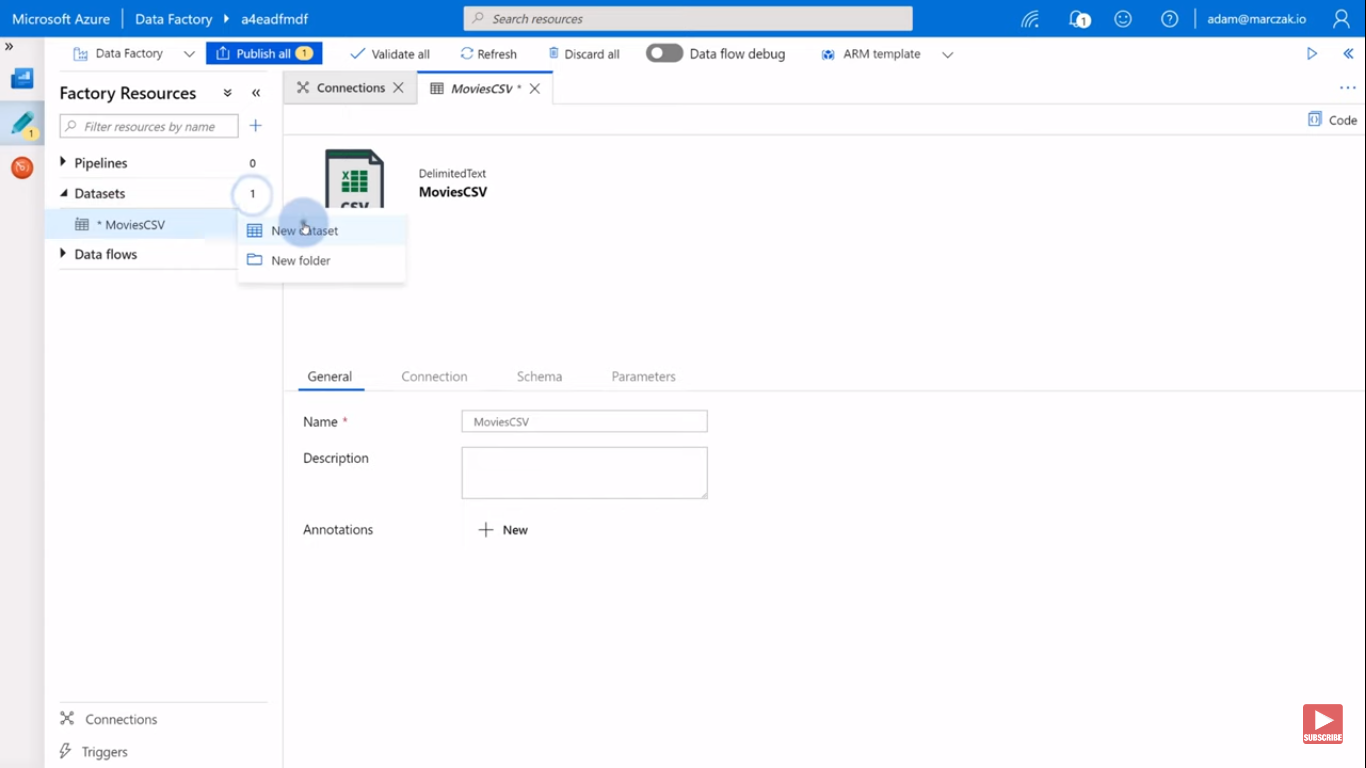 Microsoft Azure
Data Factory
a4eadfmdf
Search resources
1
adam@marczak.io
Data Factory
Publish all 1
Validate all
Refresh
Discard all
Data flow debug
ARM template
Factory Resources
Connections
MoviesCSV *
1
Filter resources by name
Code
Pipelines 0
Datasets 1
* MoviesCSV
Data flows
New dataset
New folder
X
CSV
DelimitedText
MoviesCSV
General
Connection
Schema
Parameters
Name *
MoviesCSV
Description
Annotations
New
Connections
Triggers
SUBSCRIBE